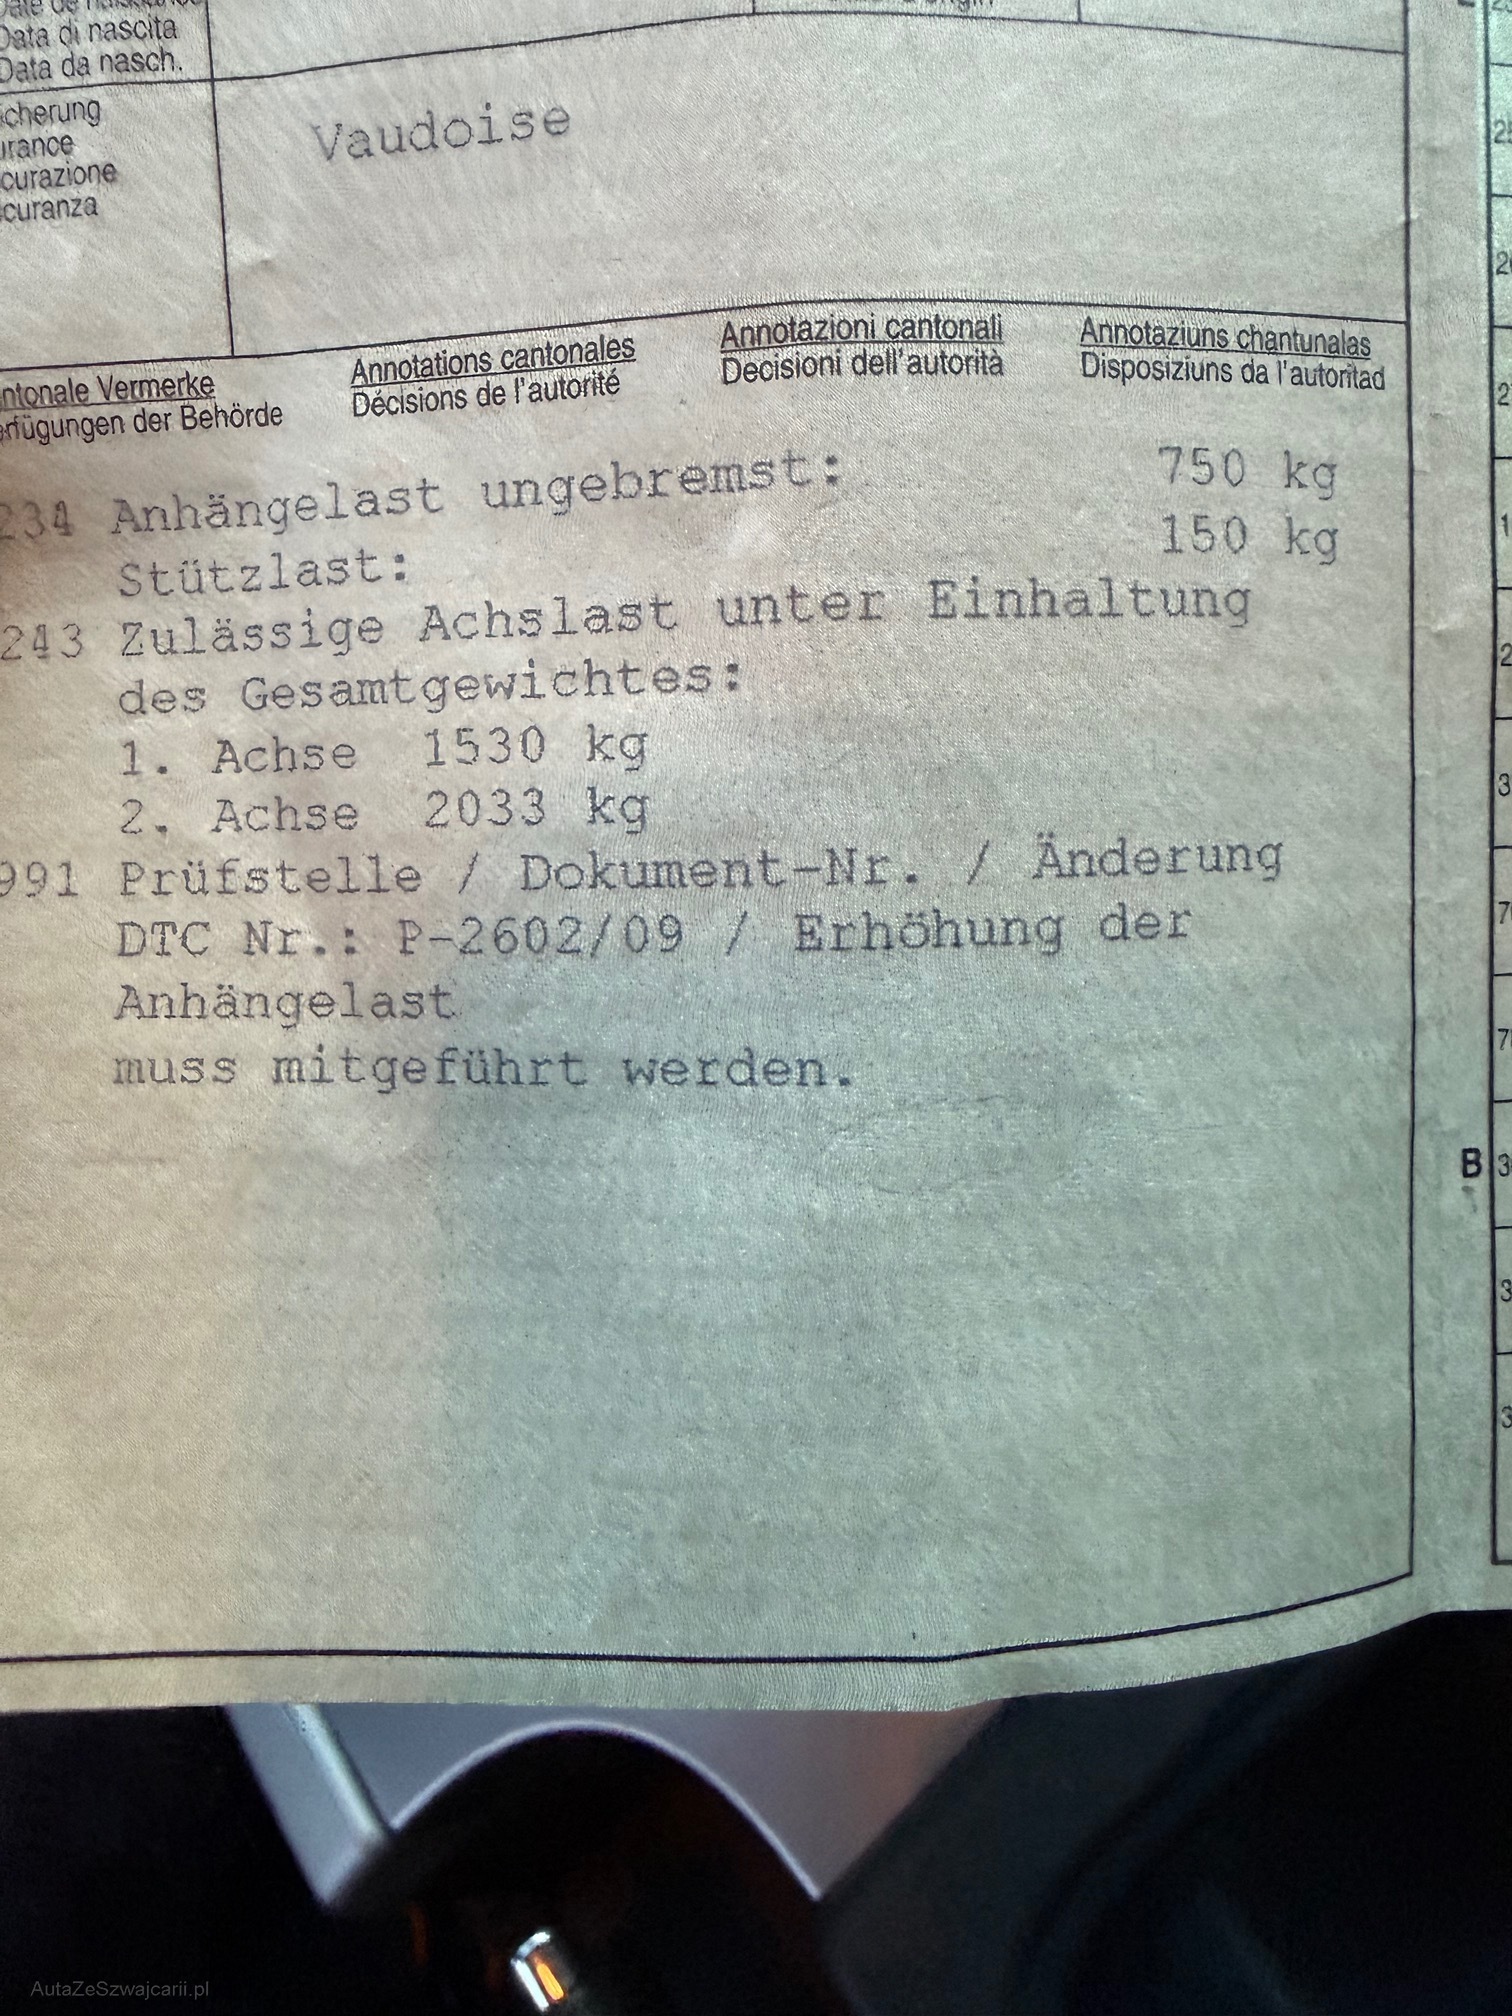 Data di nascita
Data da nasch.
icherung
urance
curazione
curanza
Vaudoise
ntonale Vermerke
erfügungen der Behörde
Annotations cantonales
Décisions de l'autorité
Annotazioni cantonali
Decisioni dell'autorità
Annotaziuns chantunalas
Disposiziuns da l'autoritad
234 Anhängelast ungebremst: 750 kg
Stützlast: 150 kg
243 Zulässige Achslast unter Einhaltung
des Gesamtgewichtes:
1. Achse 1530 kg
2. Achse 2033 kg
991 Prüfstelle / Dokument-Nr. / Änderung
DTC Nr.: P-2602/09 / Erhöhung der
Anhängelast
muss mitgeführt werden.
B
AutaZeSzwajcarii.pl